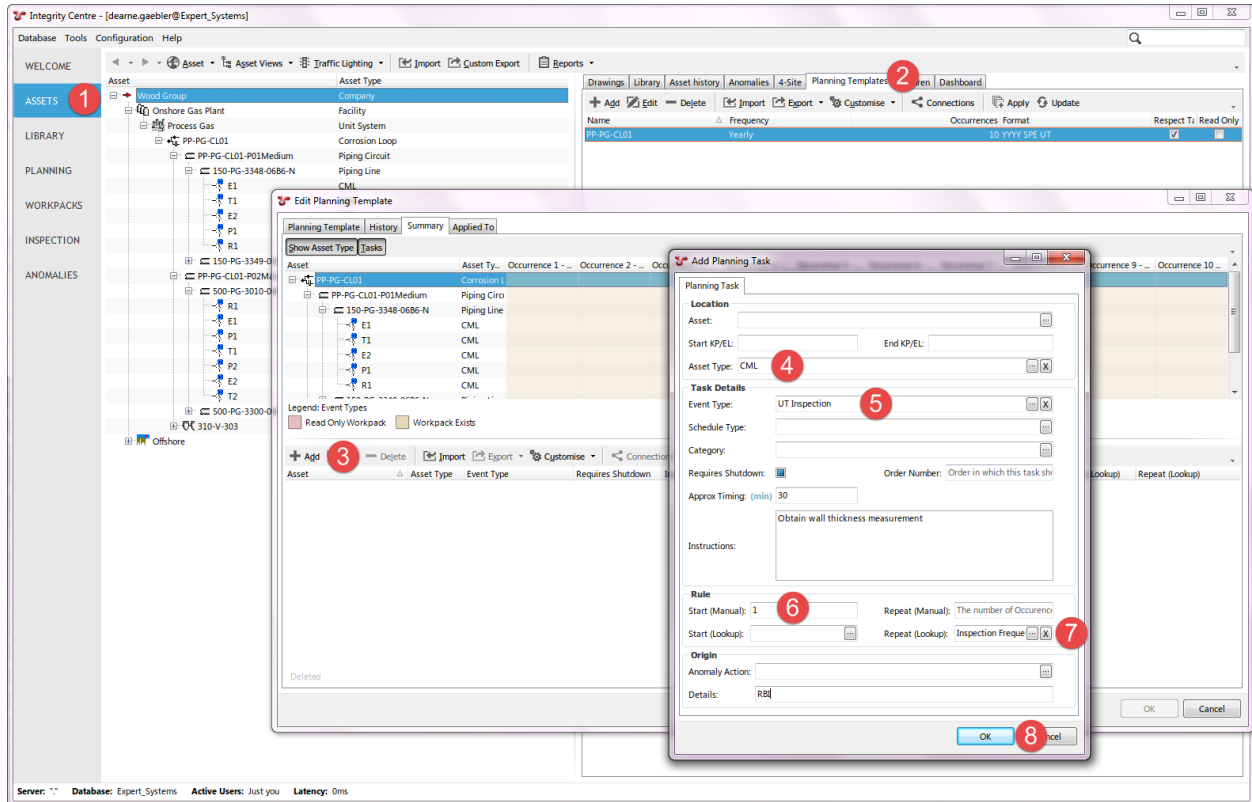 Integrity Centre - [dearne.gaebler@Expert_Systems]
Database Tools Configuration Help
WELCOME
ASSETS
LIBRARY
PLANNING
WORKPACKS
INSPECTION
ANOMALIES
1
Asset Asset Views Traffic Lighting Import Custom Export Reports
Asset Asset Type
Wood Group Company
Onshore Gas Plant Facility
Process Gas Unit System
PP-PG-CL01 Corrosion Loop
PP-PG-CL01-P01Medium Piping Circuit
150-PG-3348-06B6-N Piping Line
E1 CML
T1
E2
P1
R1
150-PG-3349-0
PP-PG-CL01-P02Ma
500-PG-3010-0
R1
E1
P1
T1
P2
E2
T2
500-PG-3300-0
310-V-303
Offshore
Drawings Library Asset history Anomalies 4-Site Planning Templates 2 ren Dashboard
Add Edit Delete Import Export Customise Connections Apply Update
Name Frequency Occurrences Format Respect Ta Read Only
PP-PG-CL01 Yearly 10 YYYY SPE UT
Edit Planning Template
Planning Template History Summary Applied To
Show Asset Type Tasks
Asset Asset Ty... Occurrence 1 - ... Occurrence 2 - ... Occu ccurrence 9 - ... Occurrence 10 ...
PP-PG-CL01 Corrosion L
PP-PG-CL01-P01Medium Piping Circu
150-PG-3348-06B6-N Piping Line
E1 CML
T1 CML
E2 CML
P1 CML
R1 CML
Legend: Event Types
Read Only Workpack Workpack Exists
Add 3 Delete Import Export Customise Connection
Asset Asset Type Event Type Requires Shutdown Lookup) Repeat (Lookup)
Deleted
OK Cancel
Add Planning Task
Planning Task
Location
Asset: ...
Start KP/EL: End KP/EL:
Asset Type: CML 4 ... X
Task Details
Event Type: UT Inspection 5 ... X
Schedule Type: ...
Category: ...
Requires Shutdown: Order Number: Order in which this task sho
Approx Timing: (min) 30
Instructions: Obtain wall thickness measurement
Rule
Start (Manual): 1 6 Repeat (Manual): The number of Occurenc
Start (Lookup): ... Repeat (Lookup): Inspection Freque ... X 7
Origin
Anomaly Action: ...
Details: RBI
OK 8 ncel
Server: "." Database: Expert_Systems Active Users: Just you Latency: 0ms